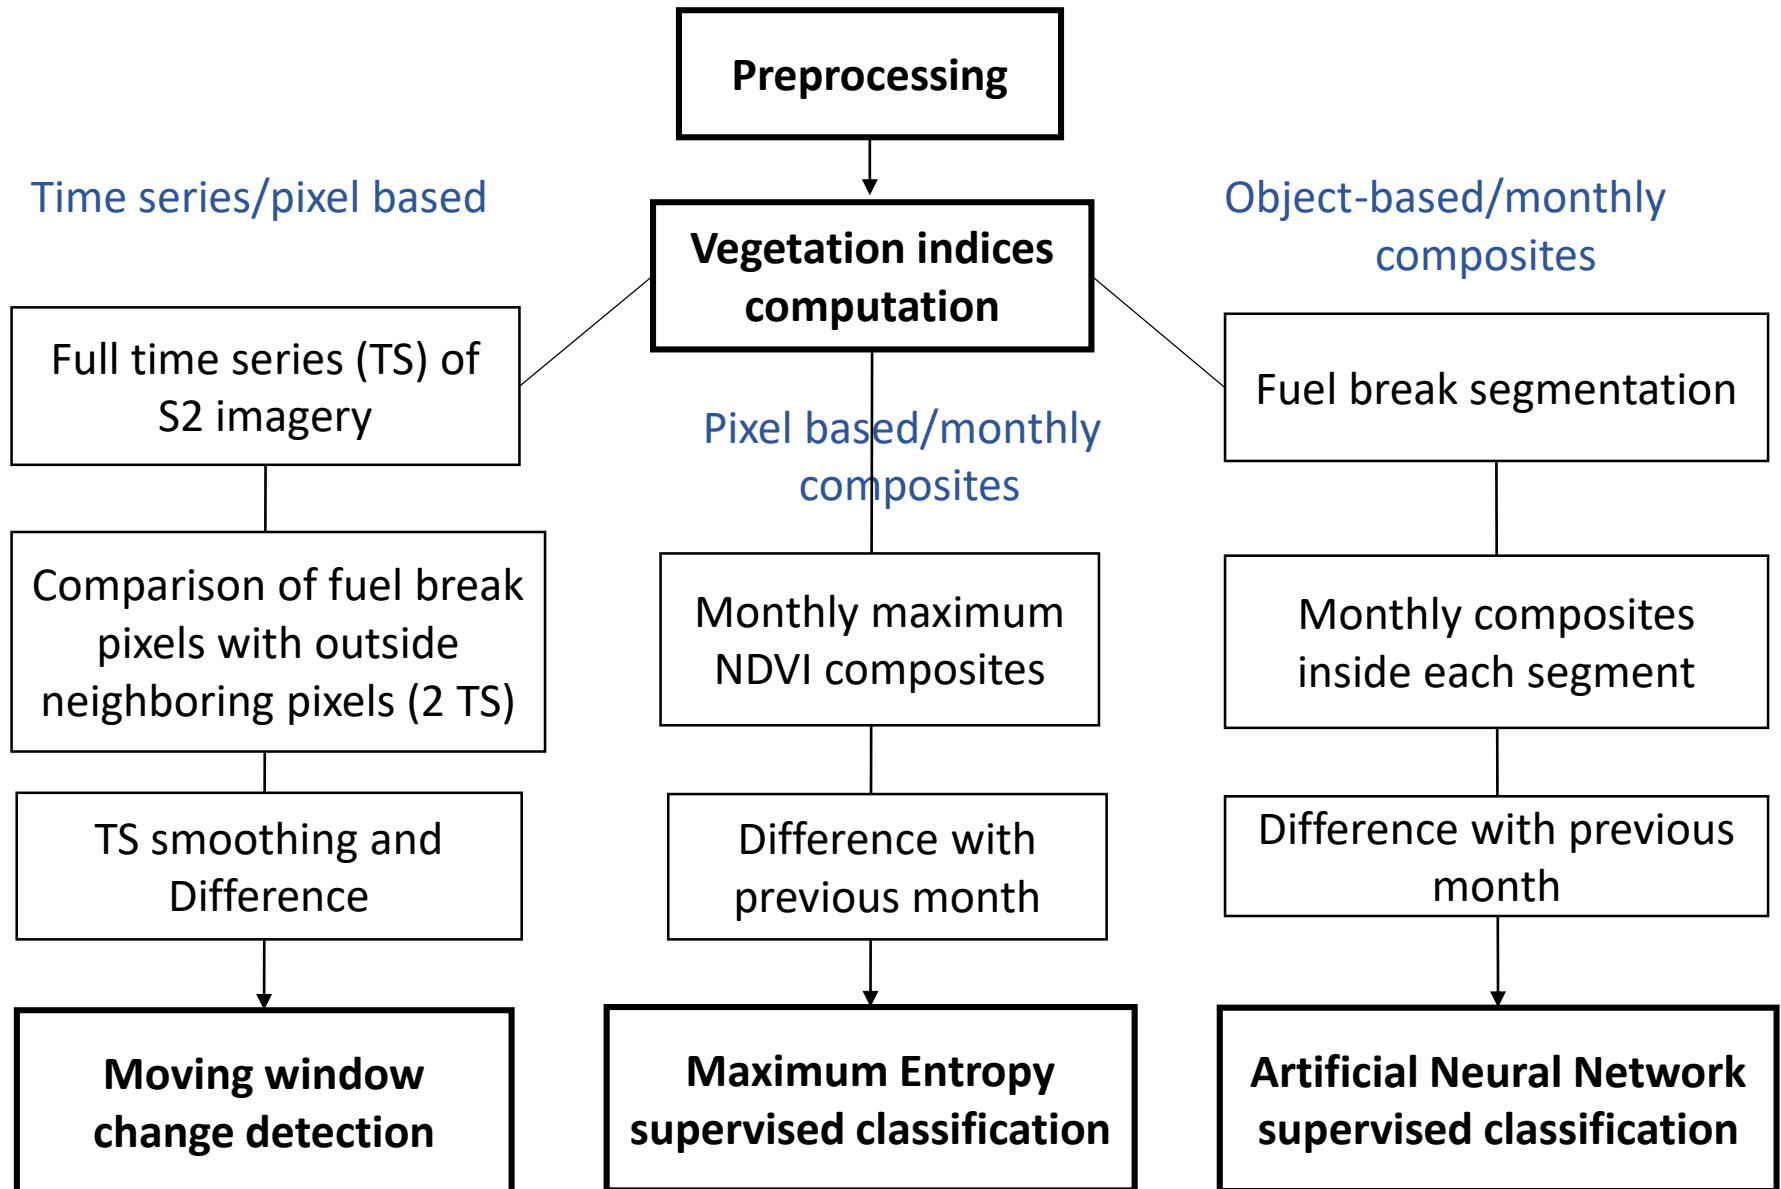 Preprocessing
Time series/pixel based
Vegetation indices
computation
Object-based/monthly
composites
Full time series (TS) of
S2 imagery
Pixel based/monthly
composites
Fuel break segmentation
Comparison of fuel break
pixels with outside
neighboring pixels (2 TS)
Monthly maximum
NDVI composites
Monthly composites
inside each segment
TS smoothing and
Difference
Difference with
previous month
Difference with previous
month
Moving window
change detection
Maximum Entropy
supervised classification
Artificial Neural Network
supervised classification